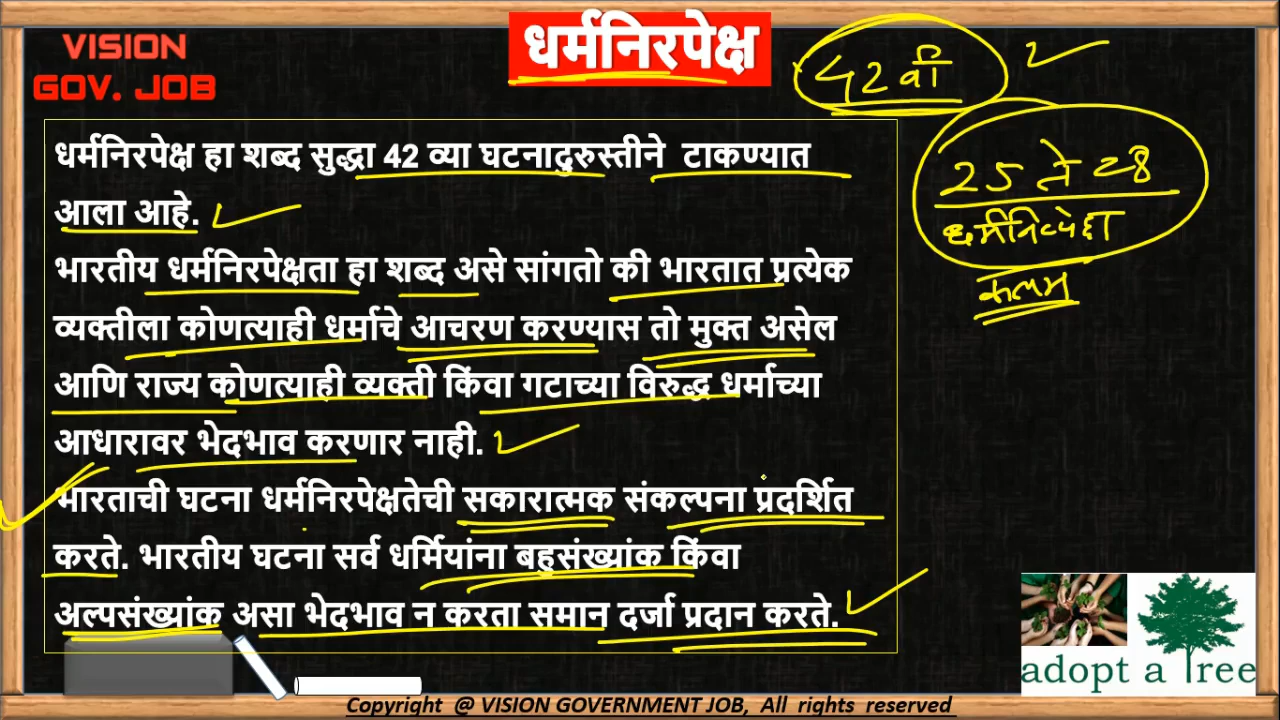 VISION
GOV. JOB
धर्मनिरपेक्ष
42 वी
25 ते 28
धर्मनिरपेक्ष
कलम
धर्मनिरपेक्ष हा शब्द सुद्धा 42 व्या घटनादुरुस्तीने टाकण्यात
आला आहे.
भारतीय धर्मनिरपेक्षता हा शब्द असे सांगतो की भारतात प्रत्येक
व्यक्तीला कोणत्याही धर्माचे आचरण करण्यास तो मुक्त असेल
आणि राज्य कोणत्याही व्यक्ती किंवा गटाच्या विरुद्ध धर्माच्या
आधारावर भेदभाव करणार नाही.
भारताची घटना धर्मनिरपेक्षतेची सकारात्मक संकल्पना प्रदर्शित
करते. भारतीय घटना सर्व धर्मियांना बहुसंख्यांक किंवा
अल्पसंख्यांक असा भेदभाव न करता समान दर्जा प्रदान करते.
adopt a Tree
Copyright @ VISION GOVERNMENT JOB, All rights reserved